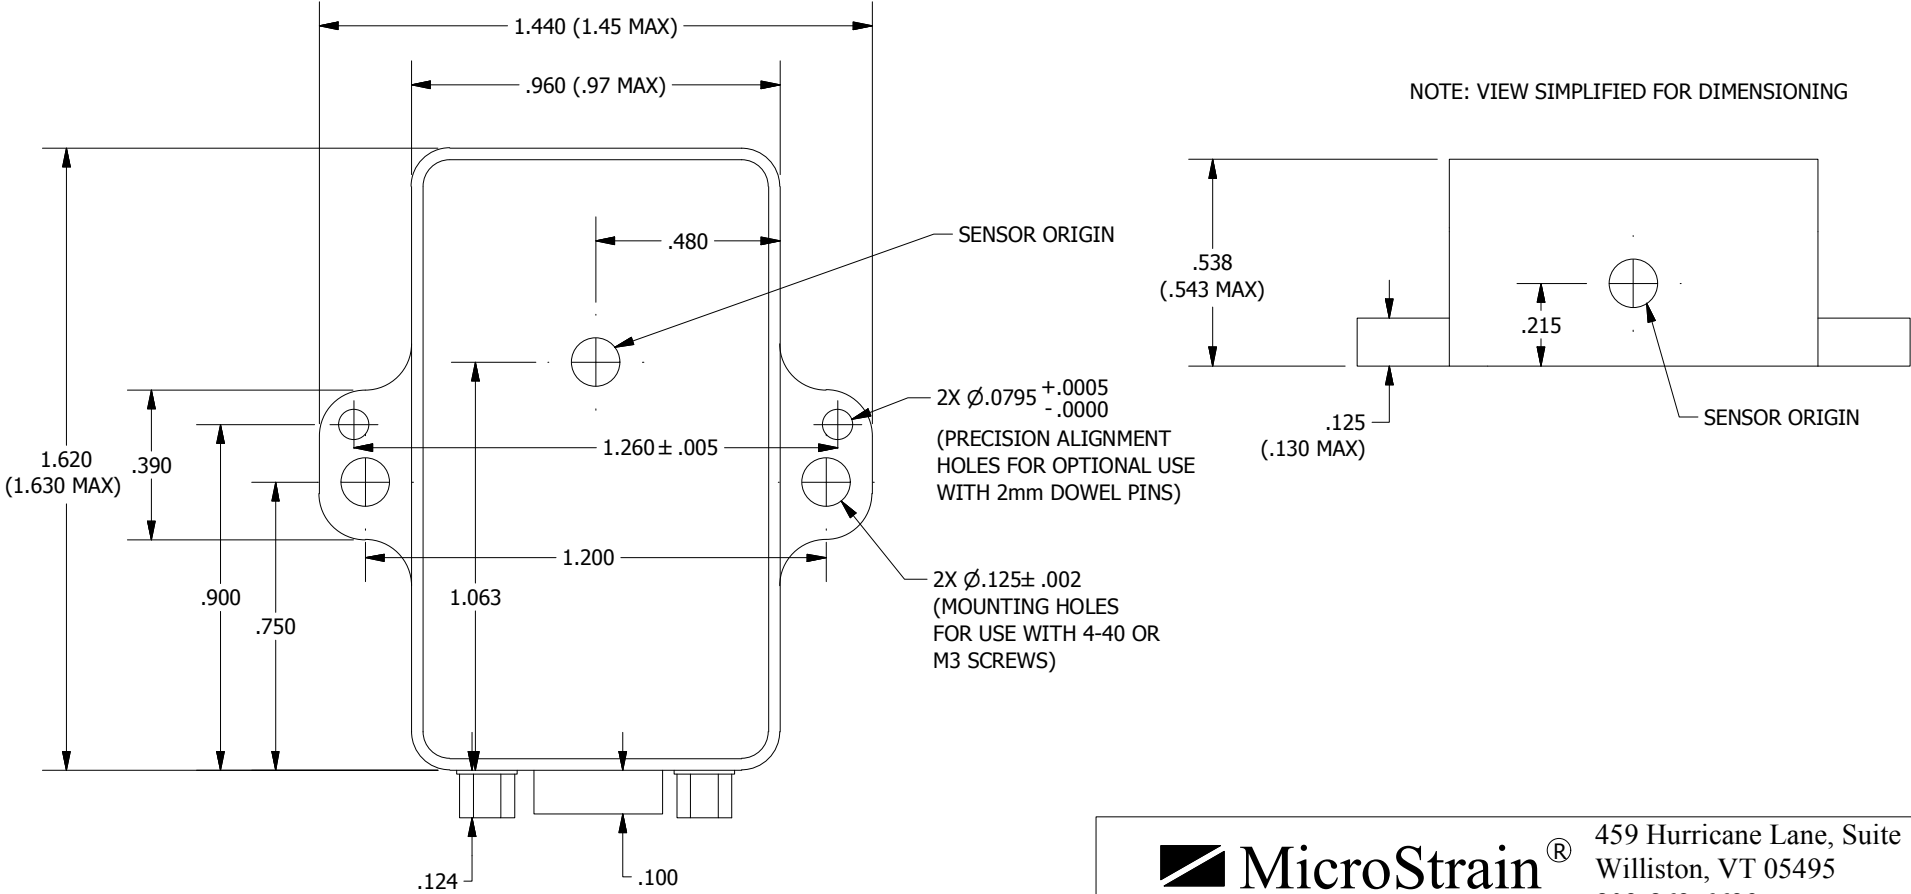 1.440 (1.45 MAX)
.960 (.97 MAX)
NOTE: VIEW SIMPLIFIED FOR DIMENSIONING
.480
SENSOR ORIGIN
.538
(.543 MAX)
.215
2X Ø.0795 +.0005
-.0000
(PRECISION ALIGNMENT
HOLES FOR OPTIONAL USE
WITH 2mm DOWEL PINS)
.125
(.130 MAX)
SENSOR ORIGIN
1.260± .005
1.620
(1.630 MAX)
.390
1.200
.900
.750
1.063
2X Ø.125± .002
(MOUNTING HOLES
FOR USE WITH 4-40 OR
M3 SCREWS)
.124
.100
MicroStrain®
459 Hurricane Lane, Suite
Williston, VT 05495